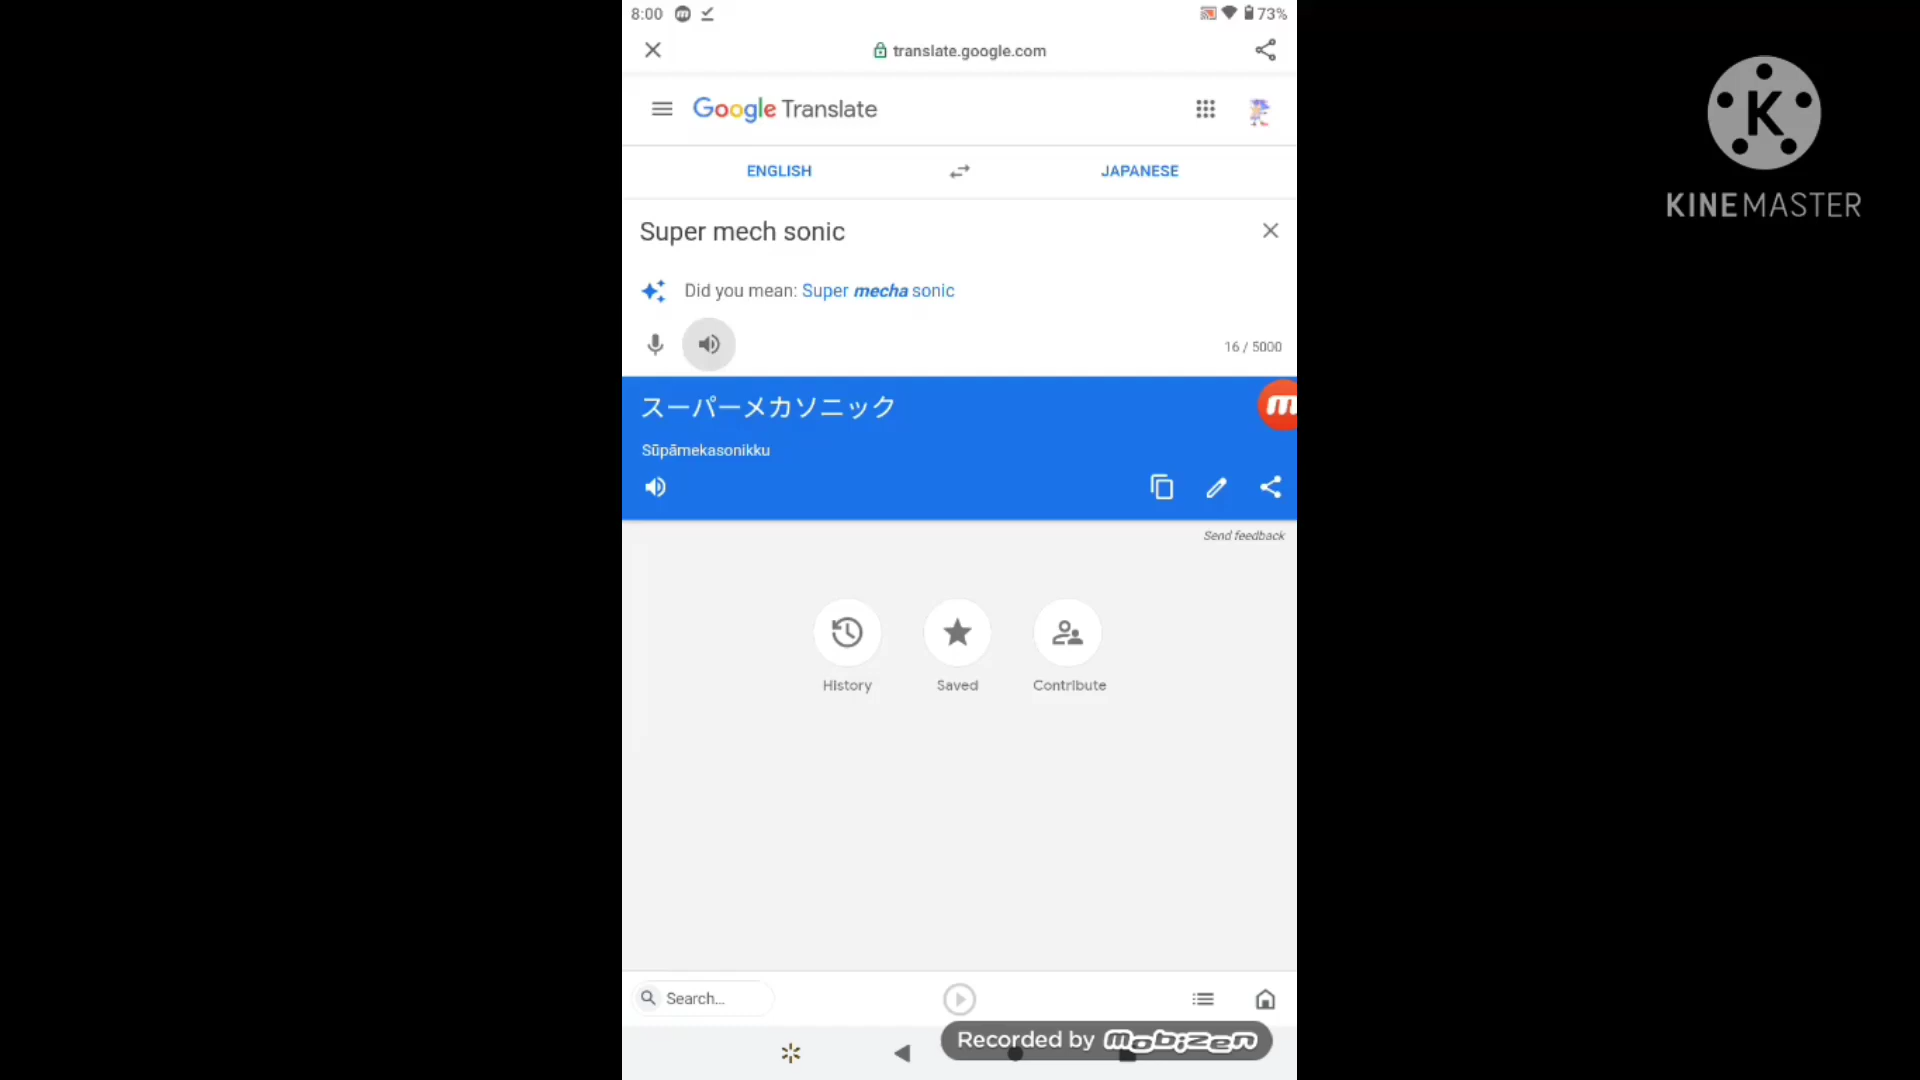 8:00
73%
translate.google.com
Google Translate
ENGLISH
JAPANESE
Super mech sonic
Did you mean: Super mecha sonic
16 / 5000
スーパーメカソニック
Sūpāmekasonikku
Send feedback
History
Saved
Contribute
Search...
Recorded by mobizen
K
KINEMASTER